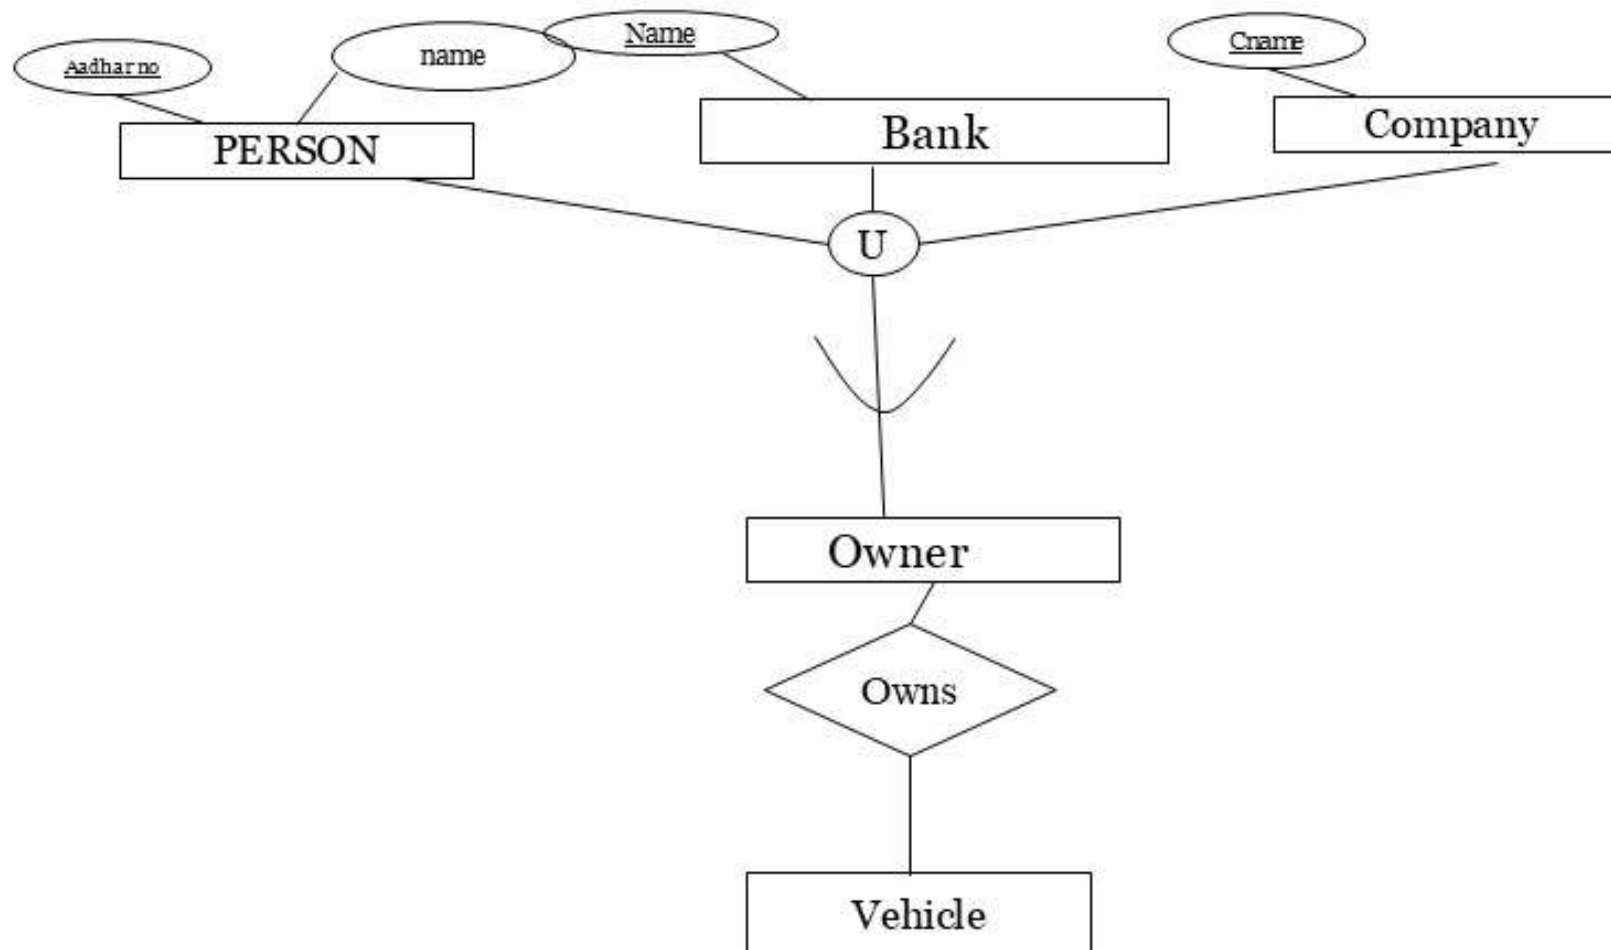 Aadhar no
name
Name
Cname
PERSON
Bank
Company
U
Owner
Owns
Vehicle